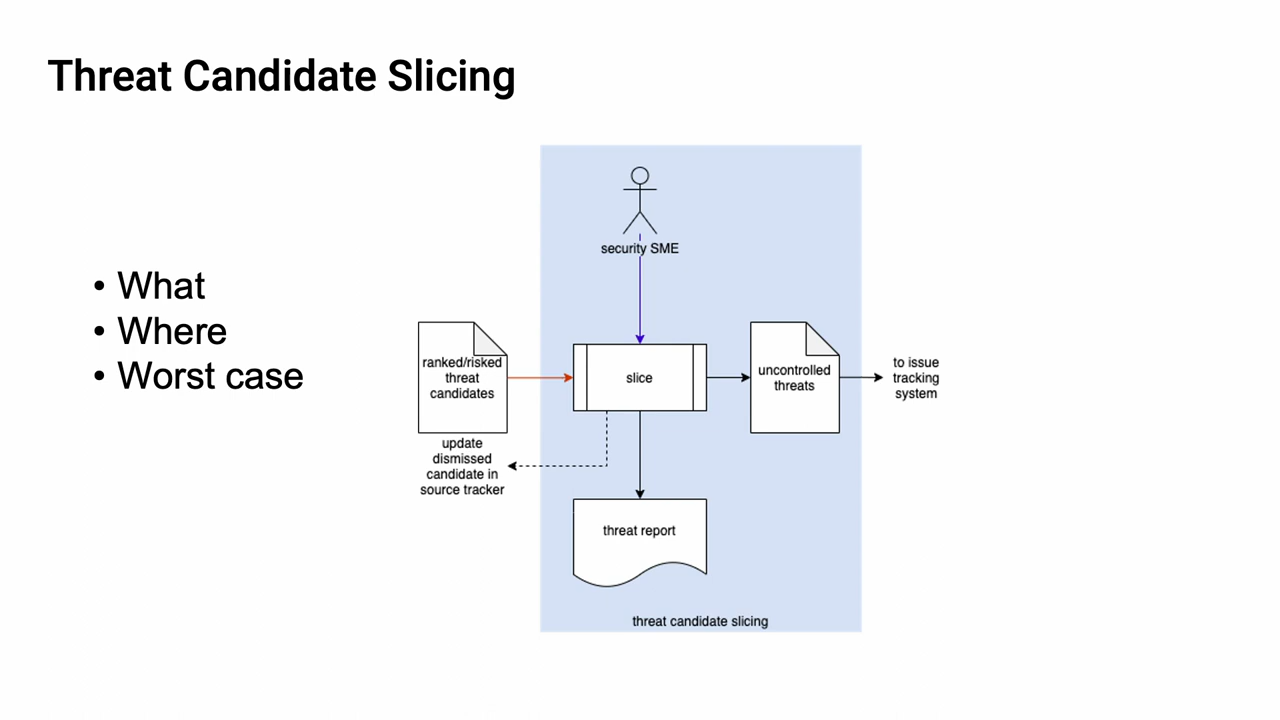 Threat Candidate Slicing
• What
• Where
• Worst case
security SME
ranked/risked
threat
candidates
slice
uncontrolled
threats
to issue
tracking
system
update
dismissed
candidate in
source tracker
threat report
threat candidate slicing